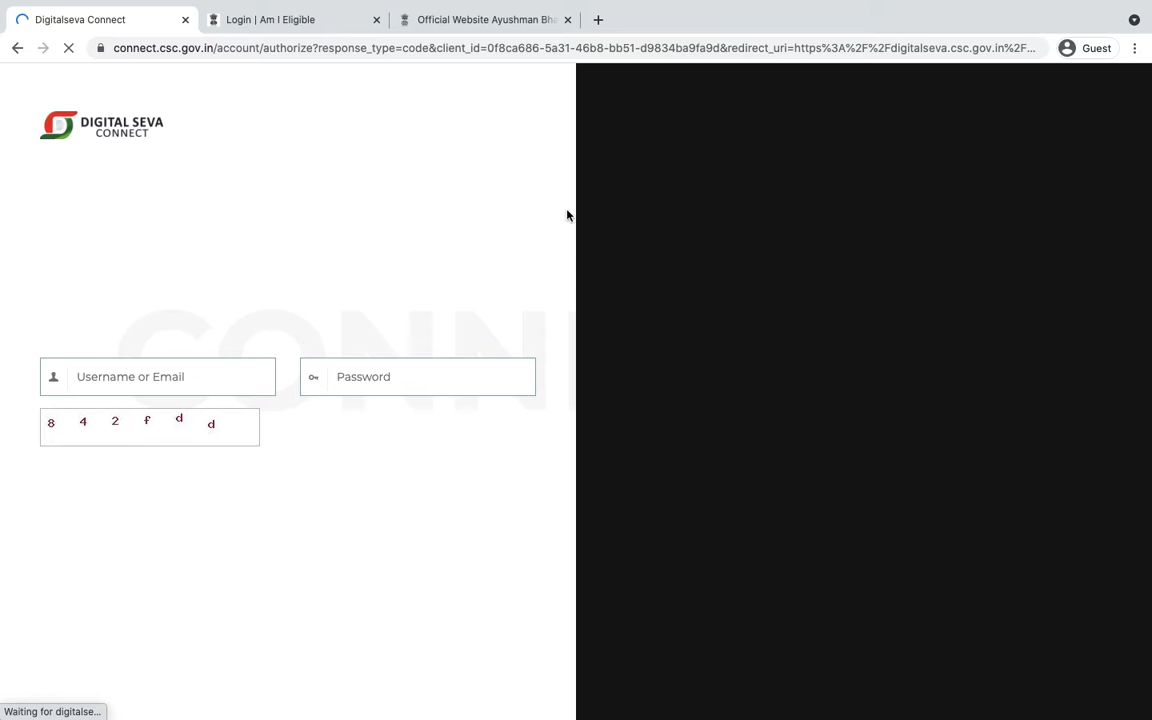 Digitalseva Connect
Login | Am I Eligible
Official Website Ayushman Bha
connect.csc.gov.in/account/authorize?response_type=code&client_id=0f8ca686-5a31-46b8-bb51-d9834ba9fa9d&redirect_uri=https%3A%2F%2Fdigitalseva.csc.gov.in%2F...
Guest
DIGITAL SEVA
CONNECT
CONNE
Username or Email
Password
8 4 2 f d d
Waiting for digitalse...